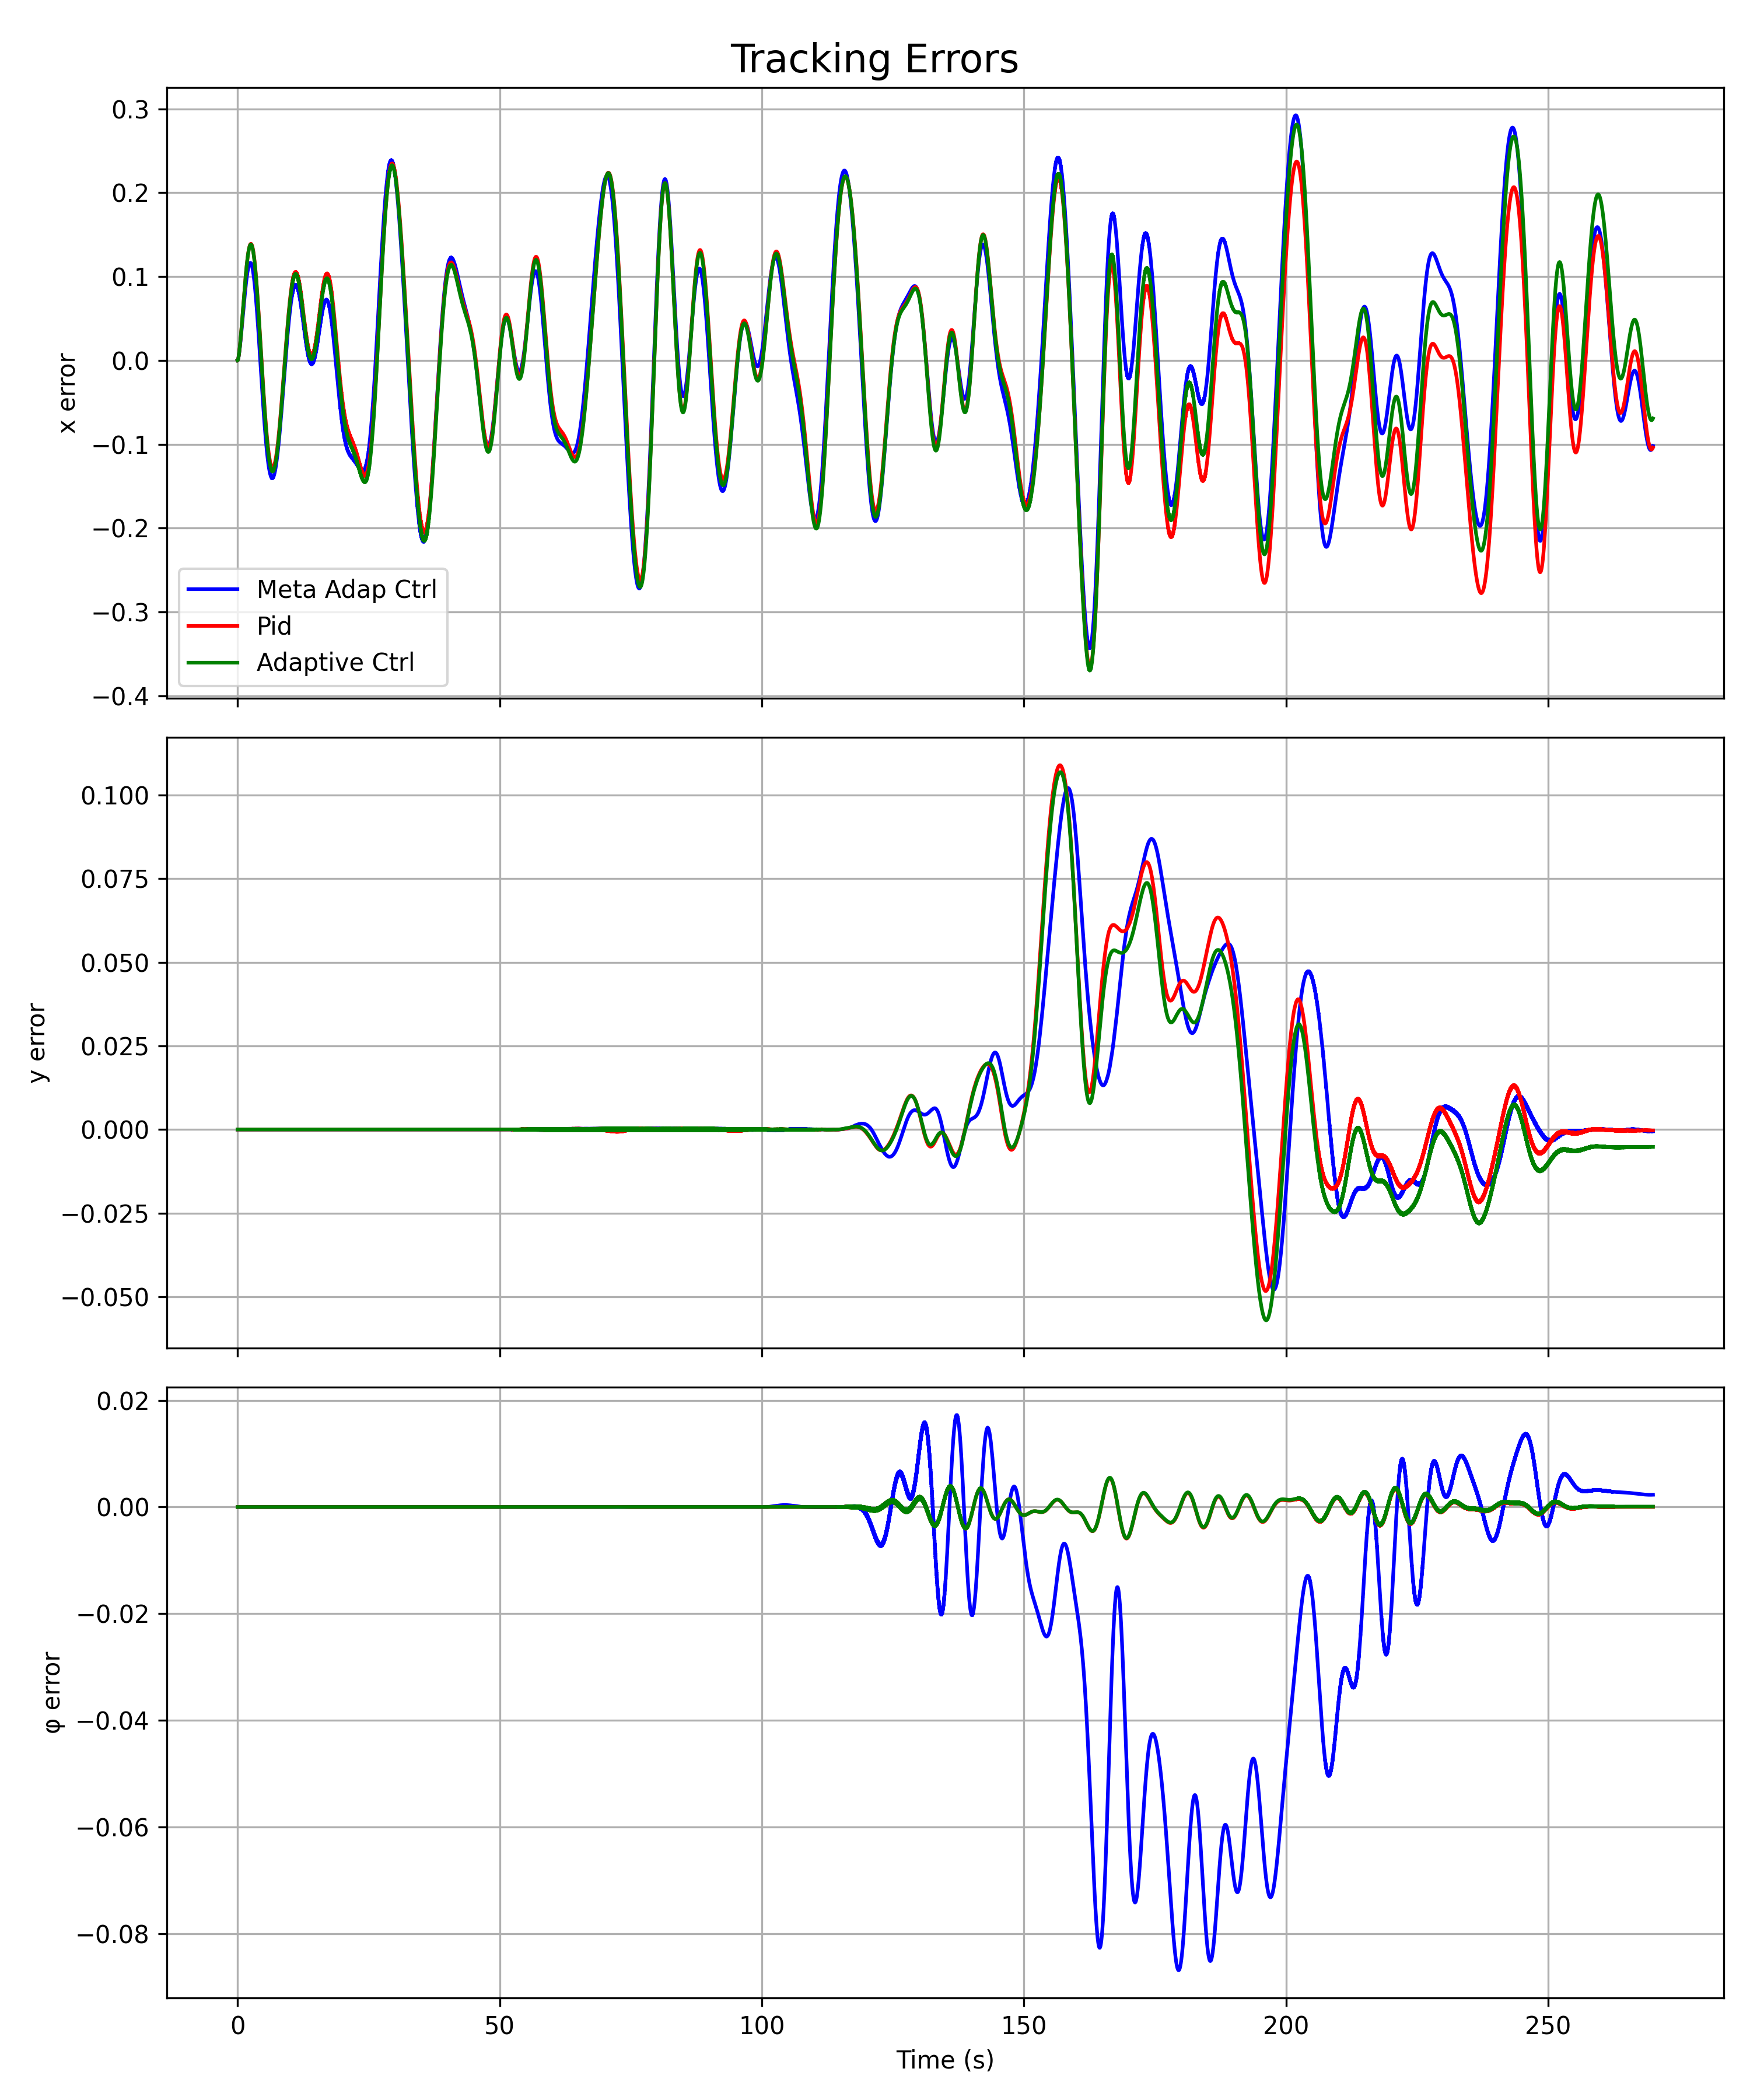 Tracking Errors
0.3
0.2
0.1
0.0
−0.1
−0.2
−0.3
−0.4
x error
Meta Adap Ctrl
Pid
Adaptive Ctrl
0.100
0.075
0.050
0.025
0.000
−0.025
−0.050
y error
0.02
0.00
−0.02
−0.04
−0.06
−0.08
φ error
0 50 100 150 200 250
Time (s)